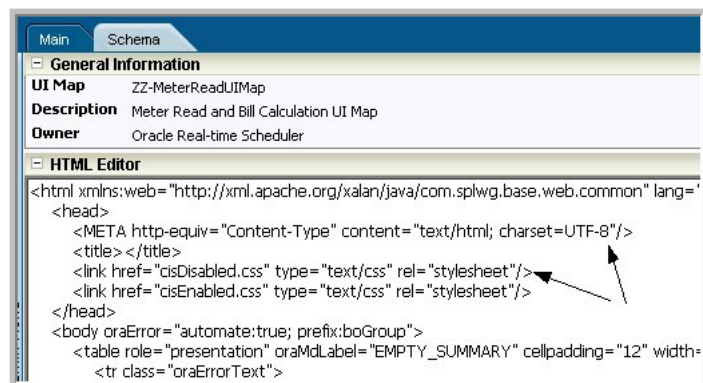 Main Schema
General Information
UI Map ZZ-MeterReadUIMap
Description Meter Read and Bill Calculation UI Map
Owner Oracle Real-time Scheduler
HTML Editor
<html xmlns:web="http://xml.apache.org/xalan/java/com.splwg.base.web.common" lang="
<head>
<META http-equiv="Content-Type" content="text/html; charset=UTF-8"/>
<title></title>
<link href="cisDisabled.css" type="text/css" rel="stylesheet"/>
<link href="cisEnabled.css" type="text/css" rel="stylesheet"/>
</head>
<body oraError="automate:true; prefix:boGroup">
<table role="presentation" oraMdLabel="EMPTY_SUMMARY" cellpadding="12" width=
<tr class="oraErrorText">